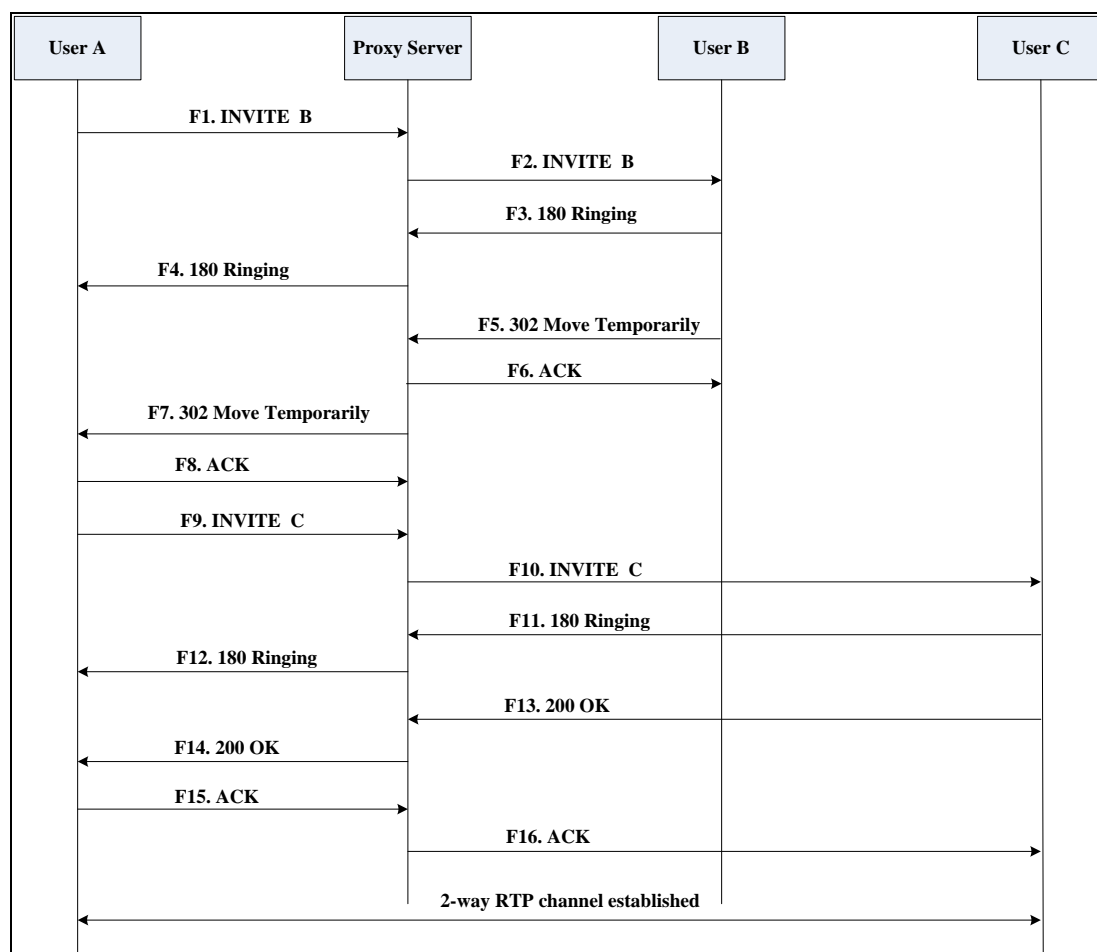 User A
Proxy Server
User B
User C
F1. INVITE B
F2. INVITE B
F3. 180 Ringing
F4. 180 Ringing
F5. 302 Move Temporarily
F6. ACK
F7. 302 Move Temporarily
F8. ACK
F9. INVITE C
F10. INVITE C
F11. 180 Ringing
F12. 180 Ringing
F13. 200 OK
F14. 200 OK
F15. ACK
F16. ACK
2-way RTP channel established